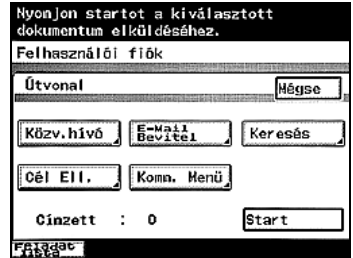 Nyonjon startot a kiválasztott
dokumentum elküldéséhez.
Felhasználói fiók
Útvonal Mégse
Közv.hívó E-Mail Bevitel Keresés
Cél Ell. Komm. Menü
Címzett : 0 Start
Feladat lista